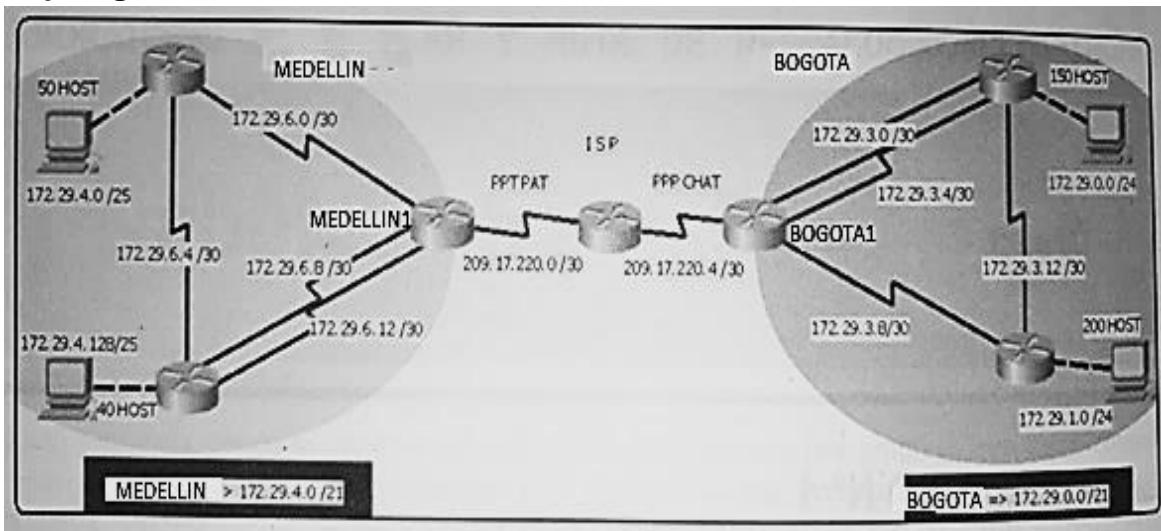 MEDELLIN - -
BOGOTA
50 HOST
150 HOST
172.29.6.0 /30
172.29.3.0 /30
ISP
172.29.4.0 /25
PPTPAT
PPP CHAT
172.29.3.4/30
172.29.0.0 /24
MEDELLIN1
BOGOTA1
172.29.6.4 /30
172.29.6.8 /30
209.17.220.0 /30
209.17.220.4 /30
172.29.3.12 /30
172.29.6.12 /30
172.29.3.8/30
200 HOST
172.29.4.128/25
40 HOST
172.29.1.0 /24
MEDELLIN > 172.29.4.0 /21
BOGOTA => 172.29.0.0 /21